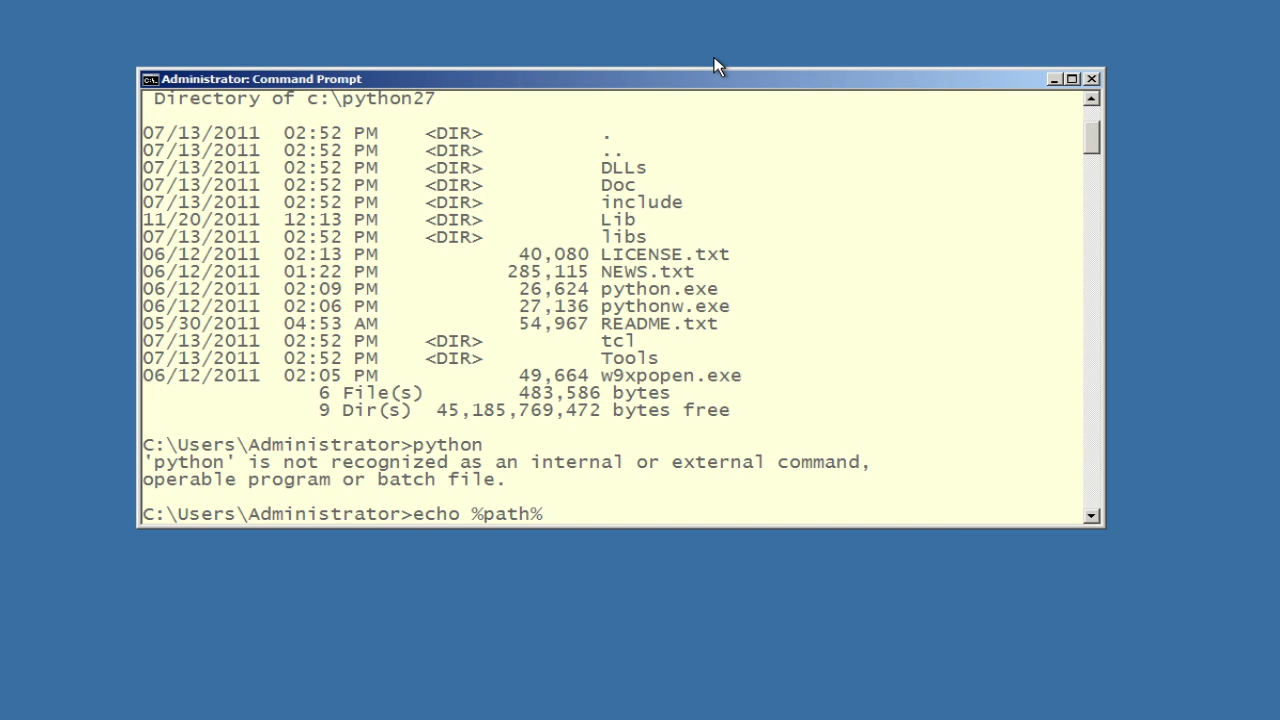 Administrator: Command Prompt
Directory of c:\python27
07/13/2011  02:52 PM    <DIR>          .
07/13/2011  02:52 PM    <DIR>          ..
07/13/2011  02:52 PM    <DIR>          DLLs
07/13/2011  02:52 PM    <DIR>          Doc
07/13/2011  02:52 PM    <DIR>          include
11/20/2011  12:13 PM    <DIR>          Lib
07/13/2011  02:52 PM    <DIR>          libs
06/12/2011  02:13 PM            40,080 LICENSE.txt
06/12/2011  01:22 PM           285,115 NEWS.txt
06/12/2011  02:09 PM            26,624 python.exe
06/12/2011  02:06 PM            27,136 pythonw.exe
05/30/2011  04:53 AM            54,967 README.txt
07/13/2011  02:52 PM    <DIR>          tcl
07/13/2011  02:52 PM    <DIR>          Tools
06/12/2011  02:05 PM            49,664 w9xpopen.exe
6 File(s)        483,586 bytes
9 Dir(s)  45,185,769,472 bytes free
C:\Users\Administrator>python
'python' is not recognized as an internal or external command,
operable program or batch file.
C:\Users\Administrator>echo %path%